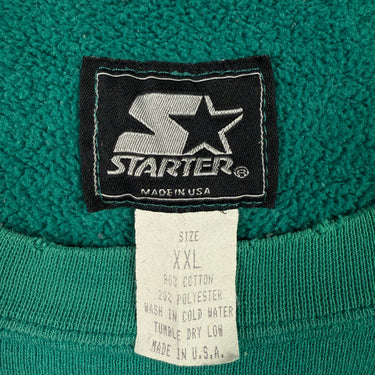 STARTER®
MADE IN USA
SIZE
XXL
80% COTTON
20% POLYESTER
WASH IN COLD WATER
TUMBLE DRY LOW
MADE IN U.S.A.